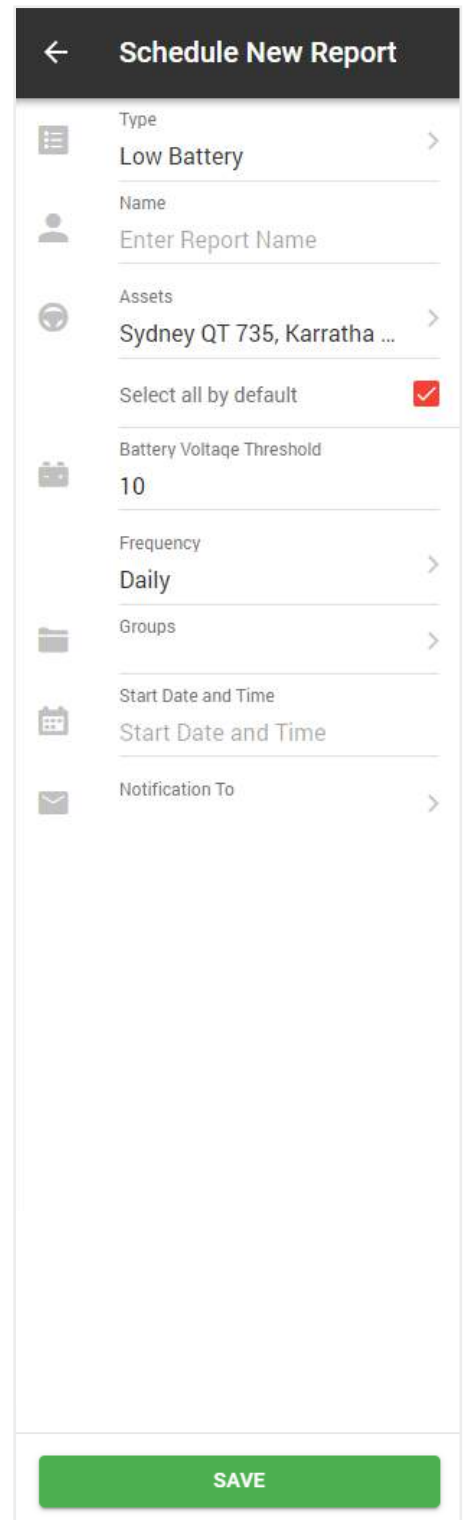 Schedule New Report
Type
Low Battery
Name
Enter Report Name
Assets
Sydney QT 735, Karratha ...
Select all by default
Battery Voltage Threshold
10
Frequency
Daily
Groups
Start Date and Time
Start Date and Time
Notification To
SAVE